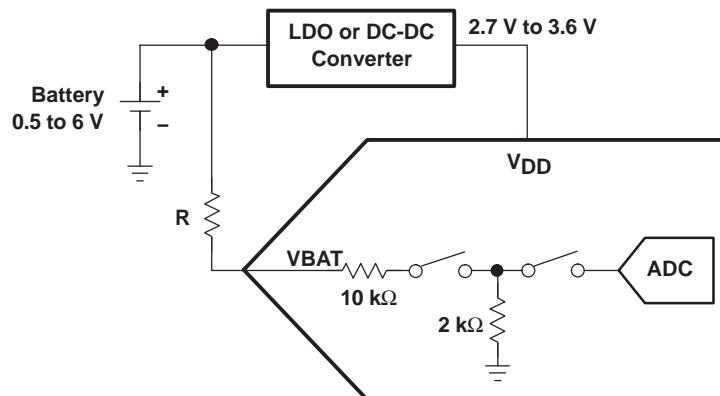 LDO or DC-DC
Converter
2.7 V to 3.6 V
Battery
0.5 to 6 V
+
–
VDD
R
VBAT
10 kΩ
2 kΩ
ADC